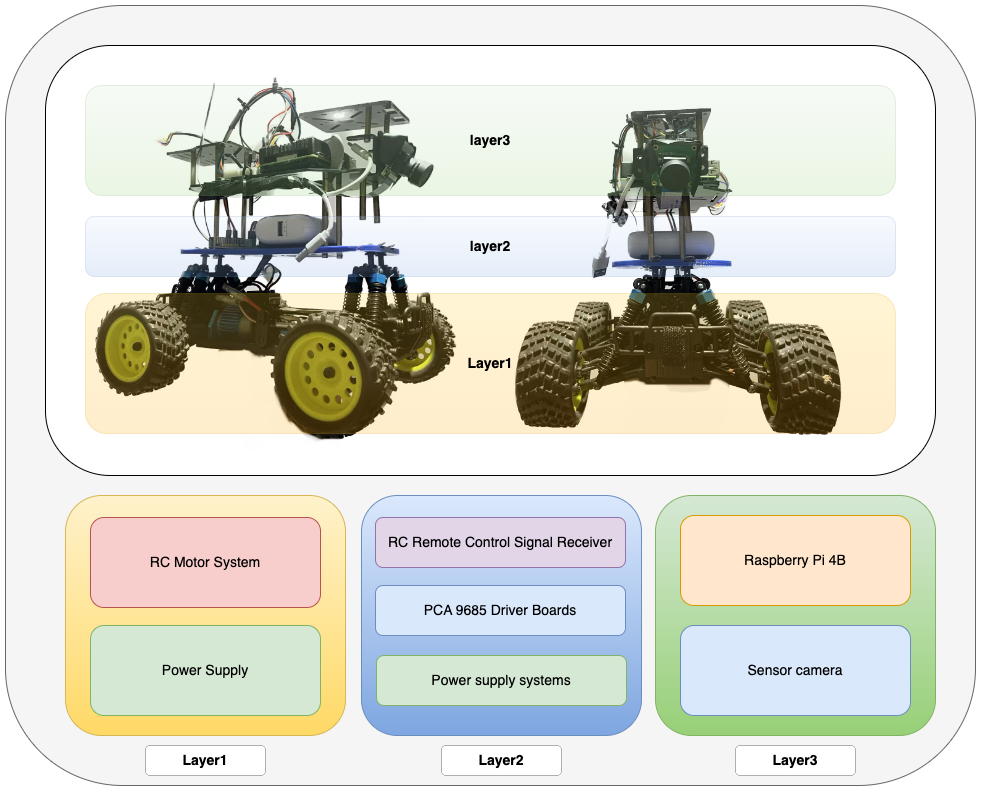 layer3
layer2
Layer1
RC Motor System
Power Supply
RC Remote Control Signal Receiver
PCA 9685 Driver Boards
Power supply systems
Raspberry Pi 4B
Sensor camera
Layer1
Layer2
Layer3